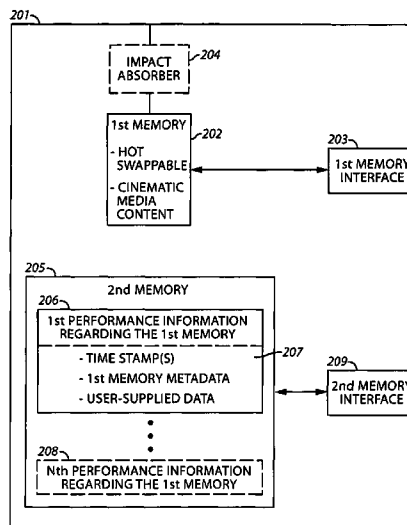 201
204
IMPACT
ABSORBER
202
1st MEMORY
- HOT
SWAPPABLE
- CINEMATIC
MEDIA
CONTENT
203
1st MEMORY
INTERFACE
205
2nd MEMORY
206
1st PERFORMANCE INFORMATION
REGARDING THE 1st MEMORY
207
- TIME STAMP(S)
- 1st MEMORY METADATA
- USER-SUPPLIED DATA
209
2nd MEMORY
INTERFACE
208
Nth PERFORMANCE INFORMATION
REGARDING THE 1st MEMORY